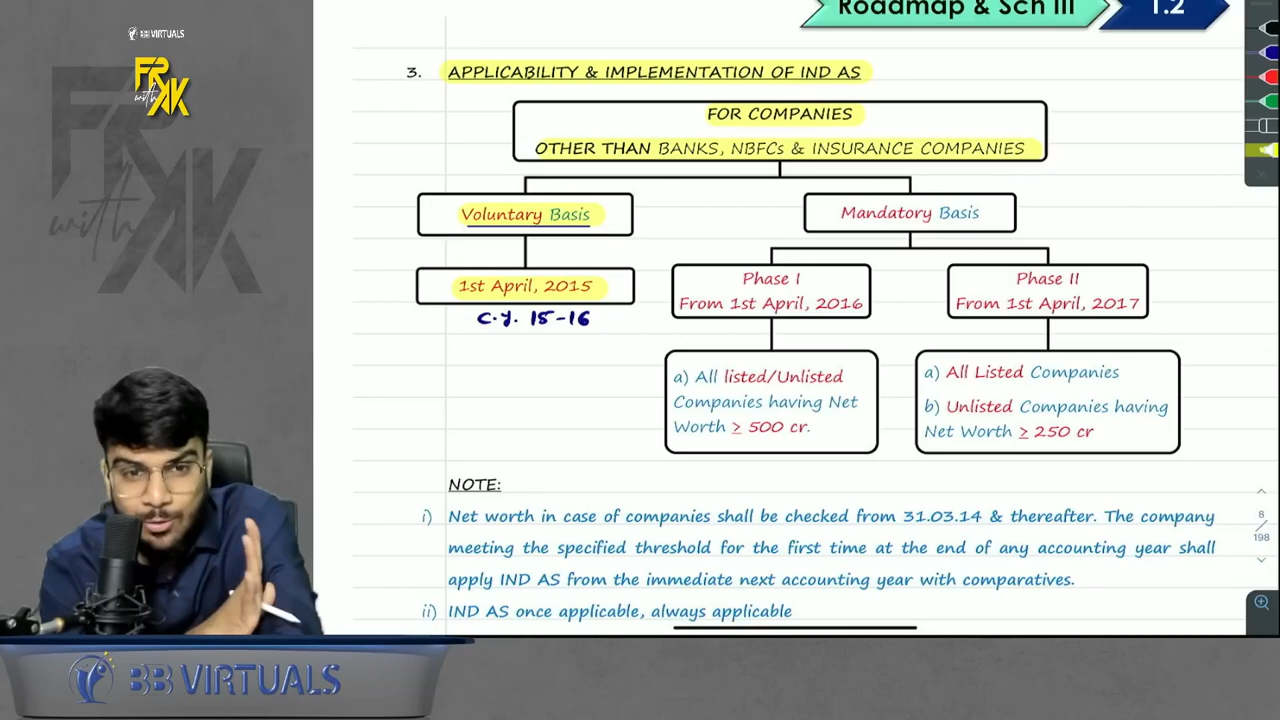 Roadmap & Sch III
1.2
BB VIRTUALS
FR
with
AK
FR
with
AK
3. APPLICABILITY & IMPLEMENTATION OF IND AS
FOR COMPANIES
OTHER THAN BANKS, NBFCs & INSURANCE COMPANIES
Voluntary Basis
Mandatory Basis
1st April, 2015
C.Y. 15-16
Phase I
From 1st April, 2016
Phase II
From 1st April, 2017
a) All listed/Unlisted
Companies having Net
Worth ≥ 500 cr.
a) All Listed Companies
b) Unlisted Companies having
Net Worth ≥ 250 cr
NOTE:
i) Net worth in case of companies shall be checked from 31.03.14 & thereafter. The company
meeting the specified threshold for the first time at the end of any accounting year shall
apply IND AS from the immediate next accounting year with comparatives.
ii) IND AS once applicable, always applicable
8
198
BB VIRTUALS